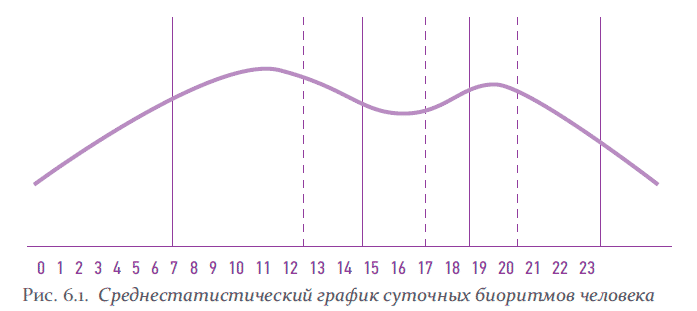 0 1 2 3 4 5 6 7 8 9 10 11 12 13 14 15 16 17 18 19 20 21 22 23
Рис. 6.1. Среднестатистический график суточных биоритмов человека